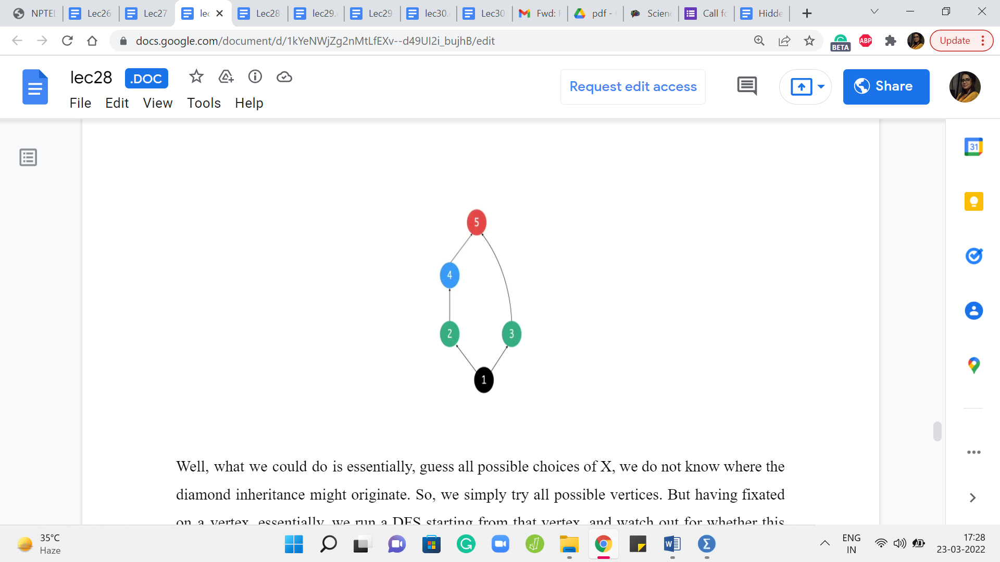 NPTEL Lec26 Lec27 lec Lec28 lec29. Lec29 lec30. Lec30 Fwd: pdf - Scienc Call fo Hidde
docs.google.com/document/d/1kYeNWjZg2nMtLfEXv--d49UI2i_bujhB/edit
BETA ABP Update
lec28 .DOC
File Edit View Tools Help
Request edit access
Share
31
5
4
2 3
1
Well, what we could do is essentially, guess all possible choices of X, we do not know where the
diamond inheritance might originate. So, we simply try all possible vertices. But having fixated
on a vertex, essentially, we run a DFS starting from that vertex, and watch out for whether this
35°C
Haze
ENG
IN
17:28
23-03-2022